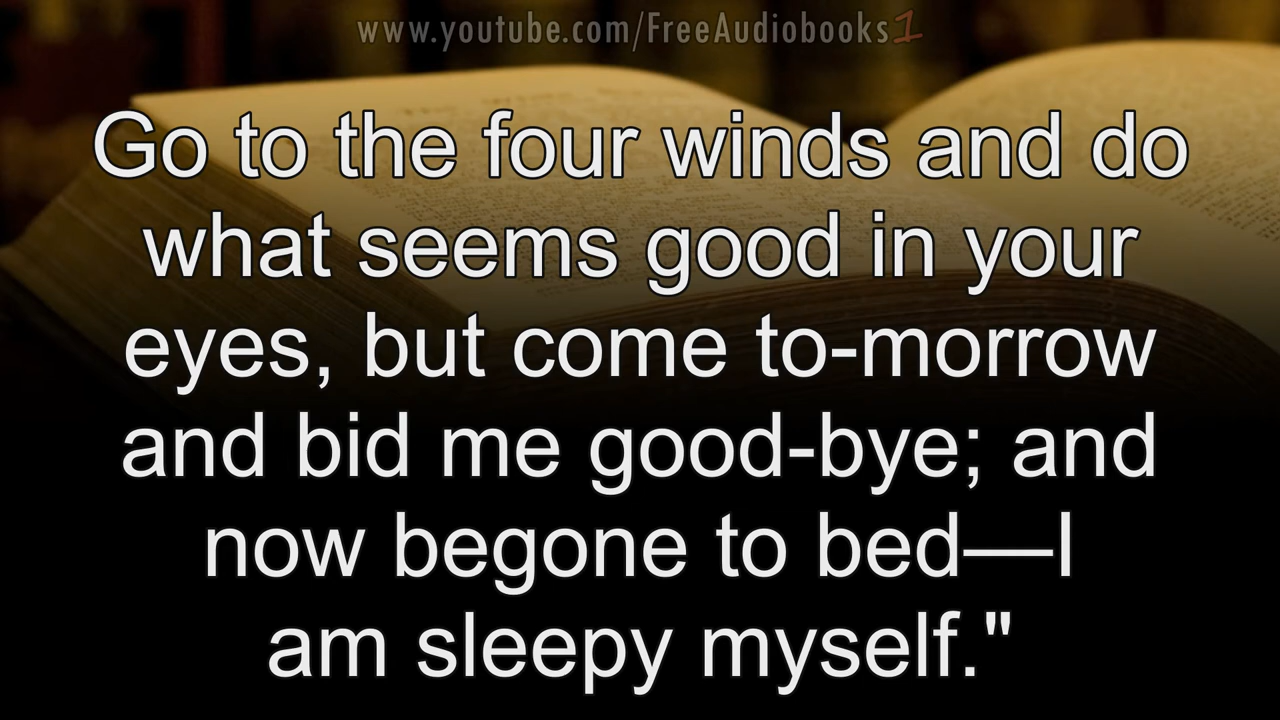 www.youtube.com/FreeAudiobooks1
Go to the four winds and do
what seems good in your
eyes, but come to-morrow
and bid me good-bye; and
now begone to bed—I
am sleepy myself."